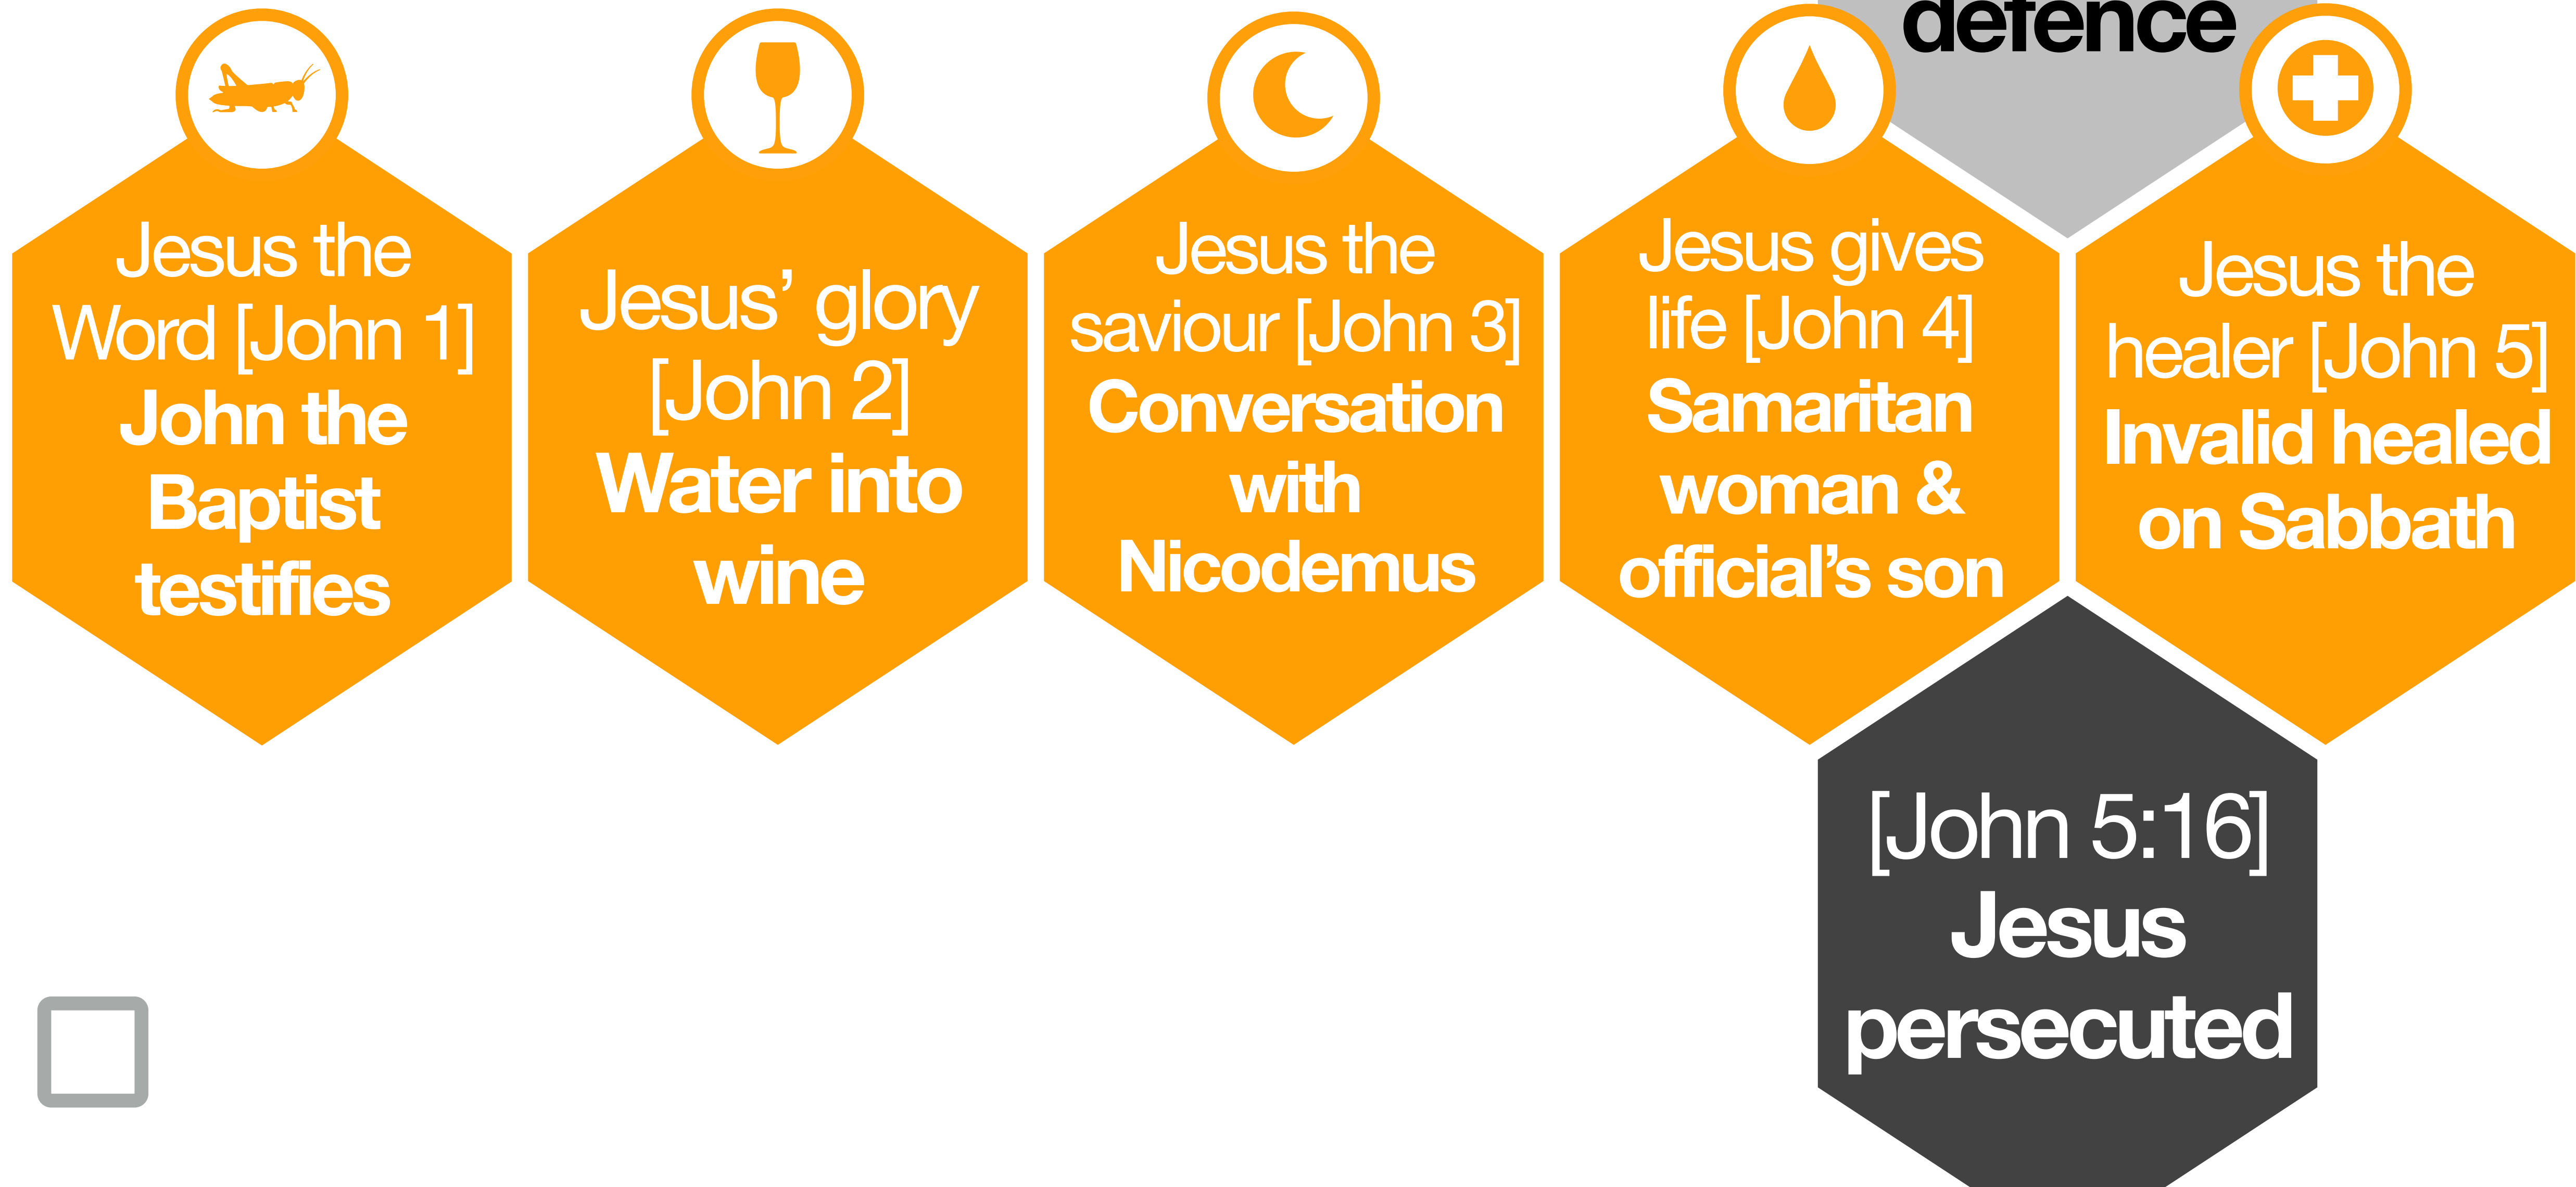 defence
Jesus the
Word [John 1]
John the
Baptist
testifies
Jesus’ glory
[John 2]
Water into
wine
Jesus the
saviour [John 3]
Conversation
with
Nicodemus
Jesus gives
life [John 4]
Samaritan
woman &
official’s son
Jesus the
healer [John 5]
Invalid healed
on Sabbath
[John 5:16]
Jesus
persecuted